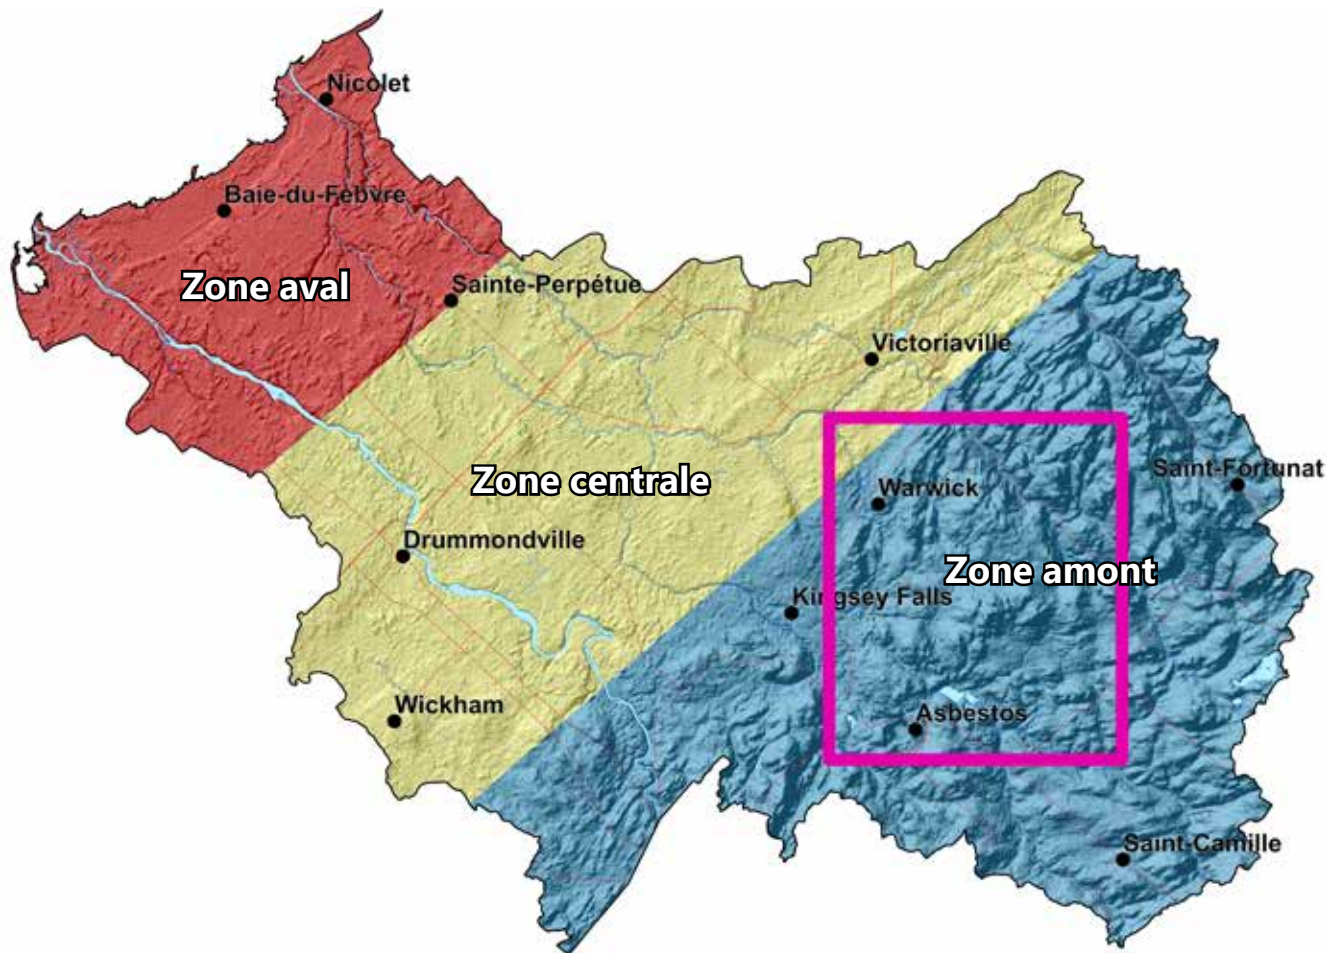 Nicolet
Baie-du-Febvre
Zone aval
Sainte-Perpétue
Victoriaville
Saint-Fortunat
Zone centrale
Warwick
Drummondville
Zone amont
Kingsey Falls
Wickham
Asbestos
Saint-Camille